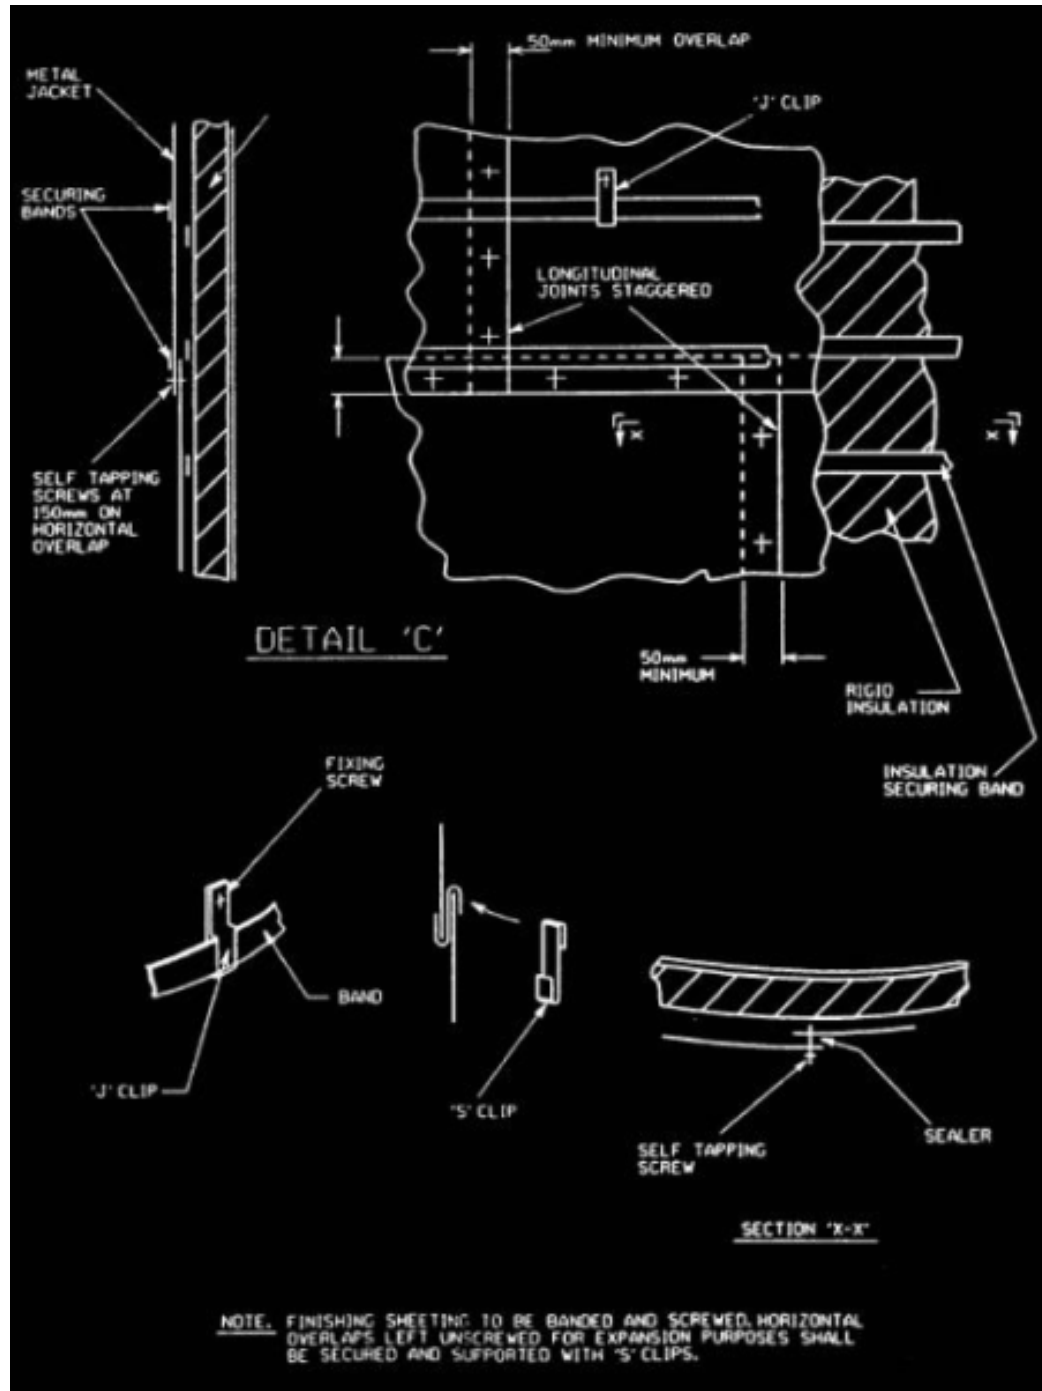 50mm MINIMUM OVERLAP
METAL
JACKET
'J' CLIP
SECURING
BANDS
LONGITUDINAL
JOINTS STAGGERED
X
X
SELF TAPPING
SCREWS AT
150mm ON
HORIZONTAL
OVERLAP
DETAIL 'C'
50mm
MINIMUM
RIGID
INSULATION
INSULATION
SECURING BAND
FIXING
SCREW
BAND
'J' CLIP
'S' CLIP
SEALER
SELF TAPPING
SCREW
SECTION 'X-X'
NOTE. FINISHING SHEETING TO BE BANDED AND SCREWED. HORIZONTAL
OVERLAPS LEFT UNSCREWED FOR EXPANSION PURPOSES SHALL
BE SECURED AND SUPPORTED WITH 'S' CLIPS.